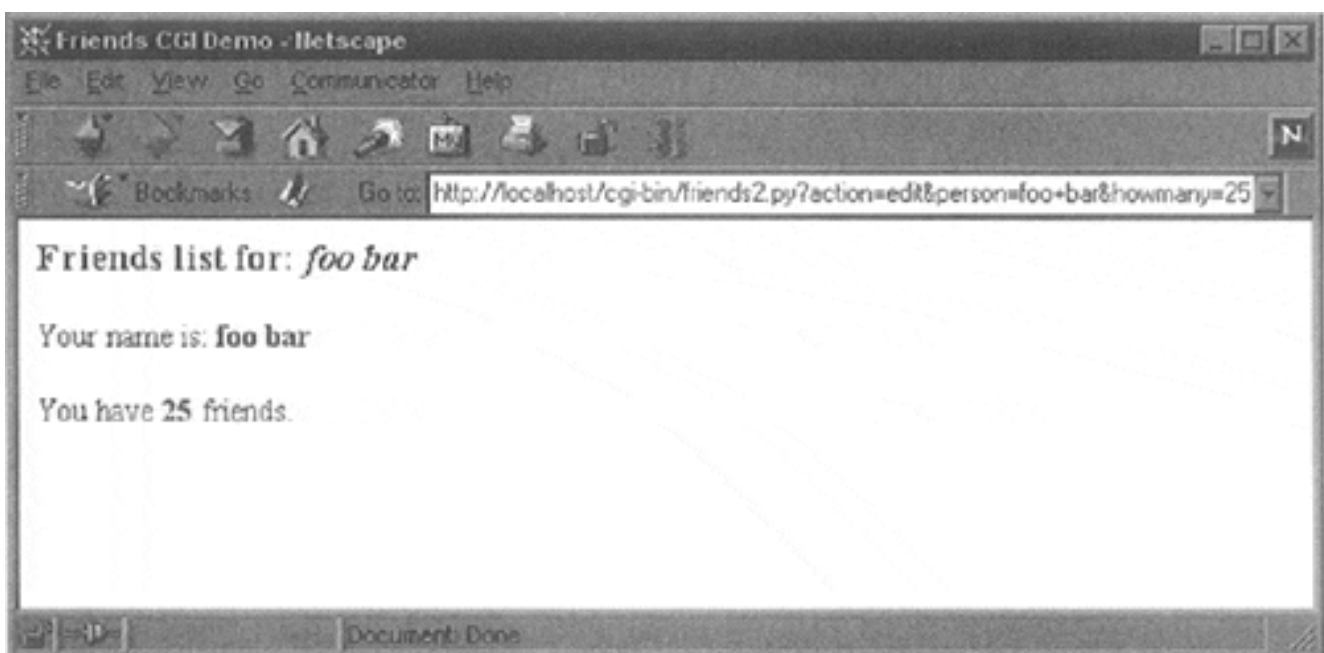 Friends CGI Demo - Netscape
File Edit View Go Communicator Help
My
N
Bookmarks Go to: http://localhost/cgi-bin/friends2.py?action=edit&person=foo+bar&howmany=25
Friends list for: foo bar
Your name is: foo bar
You have 25 friends.
Document: Done